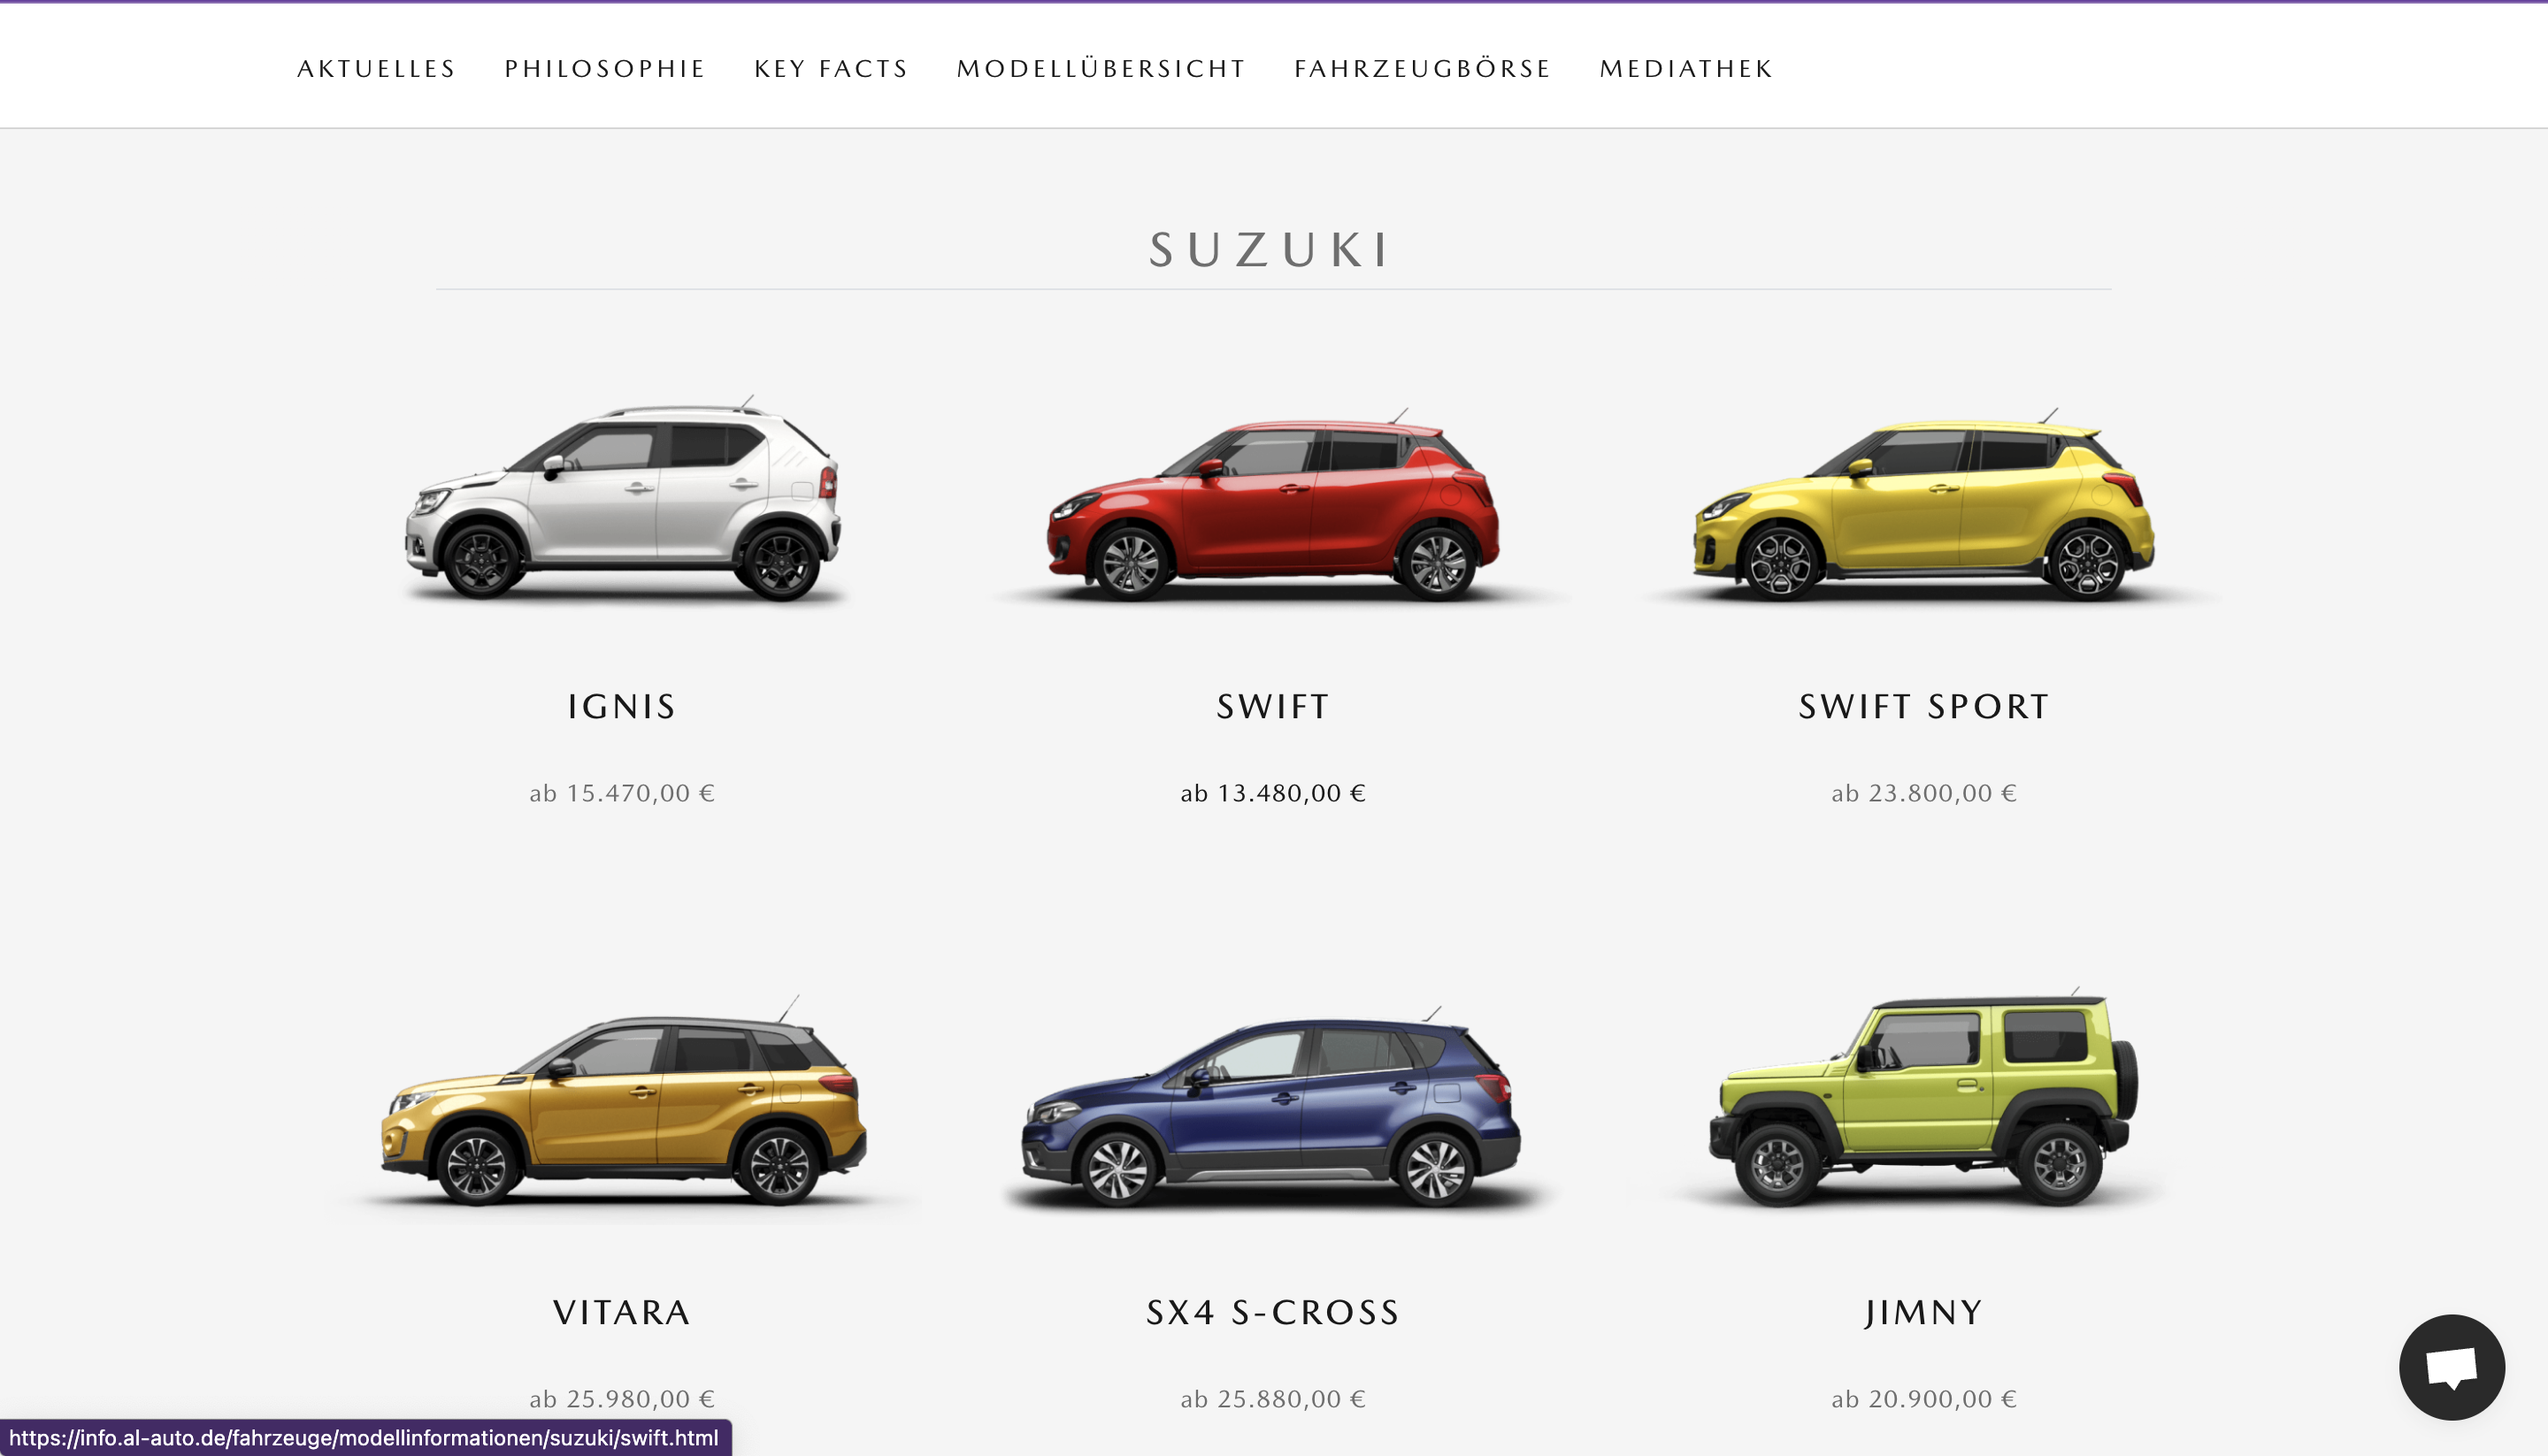 AKTUELLES PHILOSOPHIE KEY FACTS MODELLÜBERSICHT FAHRZEUGBÖRSE MEDIATHEK
SUZUKI
IGNIS
ab 15.470,00 €
SWIFT
ab 13.480,00 €
SWIFT SPORT
ab 23.800,00 €
VITARA
ab 25.980,00 €
SX4 S-CROSS
ab 25.880,00 €
JIMNY
ab 20.900,00 €
https://info.al-auto.de/fahrzeuge/modellinformationen/suzuki/swift.html